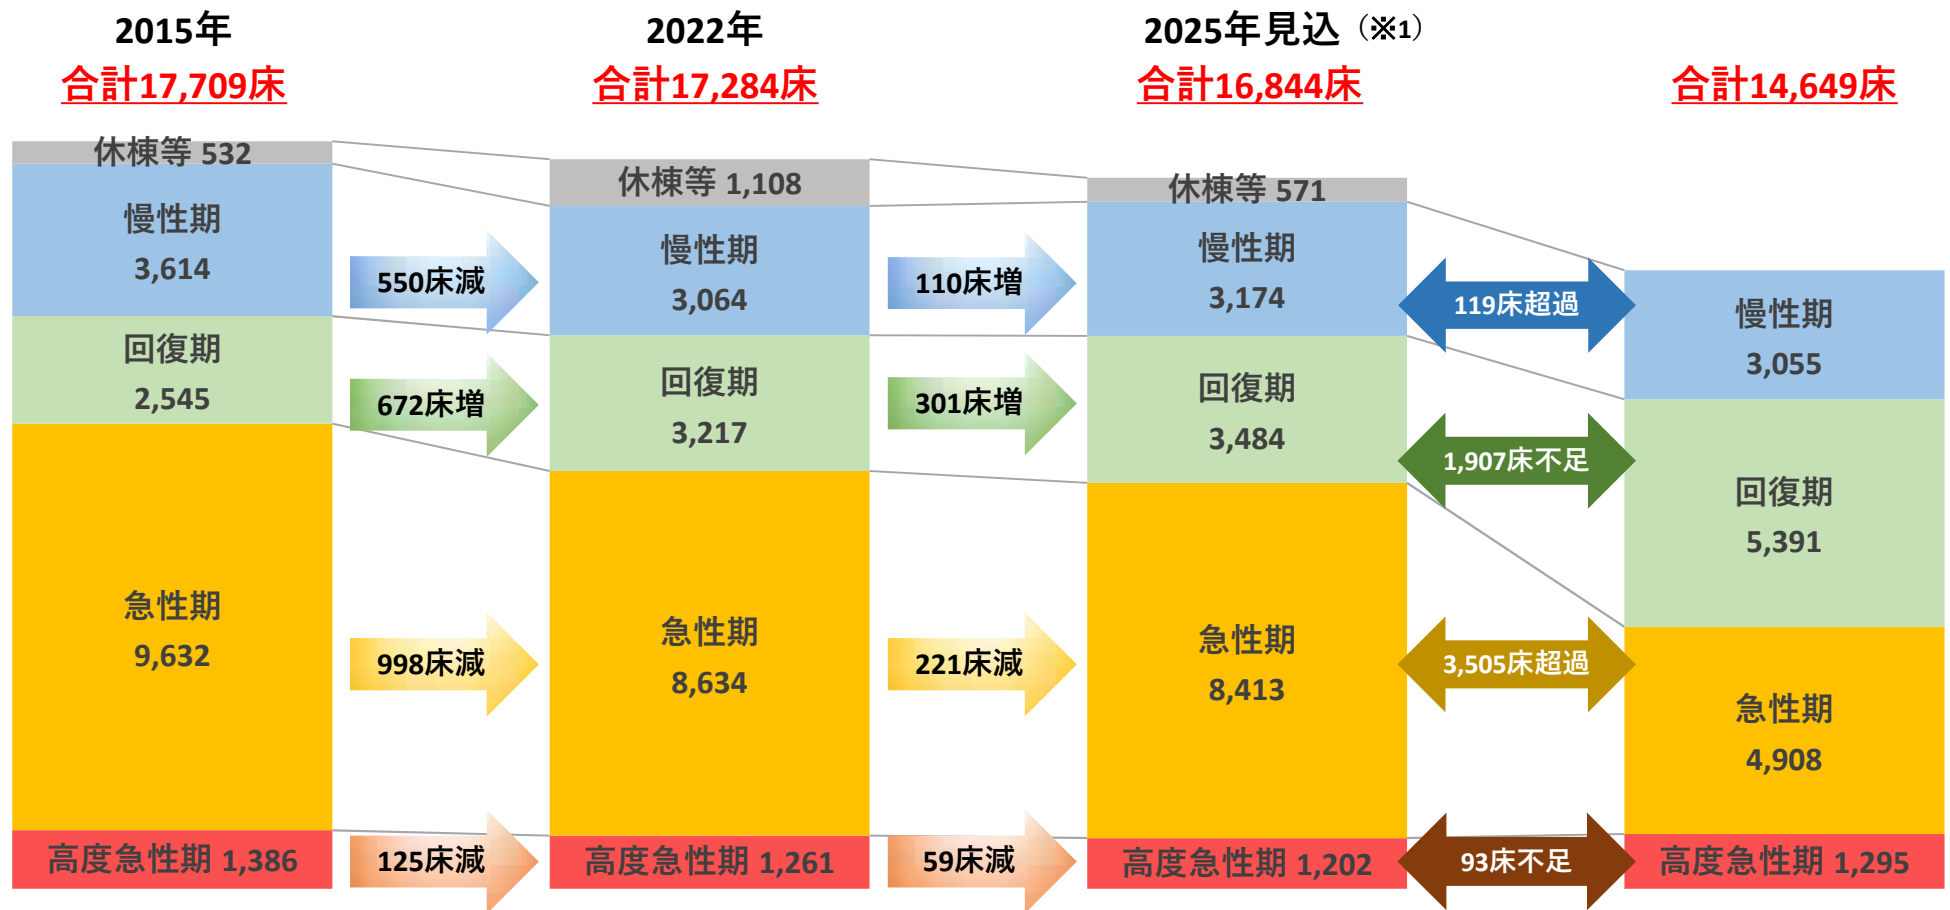 2015年
合計17,709床
2022年
合計17,284床
2025年見込（※1）
合計16,844床
合計14,649床
休棟等 532
慢性期
3,614
回復期
2,545
急性期
9,632
高度急性期 1,386
550床減
672床増
998床減
125床減
休棟等 1,108
慢性期
3,064
回復期
3,217
急性期
8,634
高度急性期 1,261
110床増
301床増
221床減
59床減
休棟等 571
慢性期
3,174
回復期
3,484
急性期
8,413
高度急性期 1,202
119床超過
1,907床不足
3,505床超過
93床不足
慢性期
3,055
回復期
5,391
急性期
4,908
高度急性期 1,295